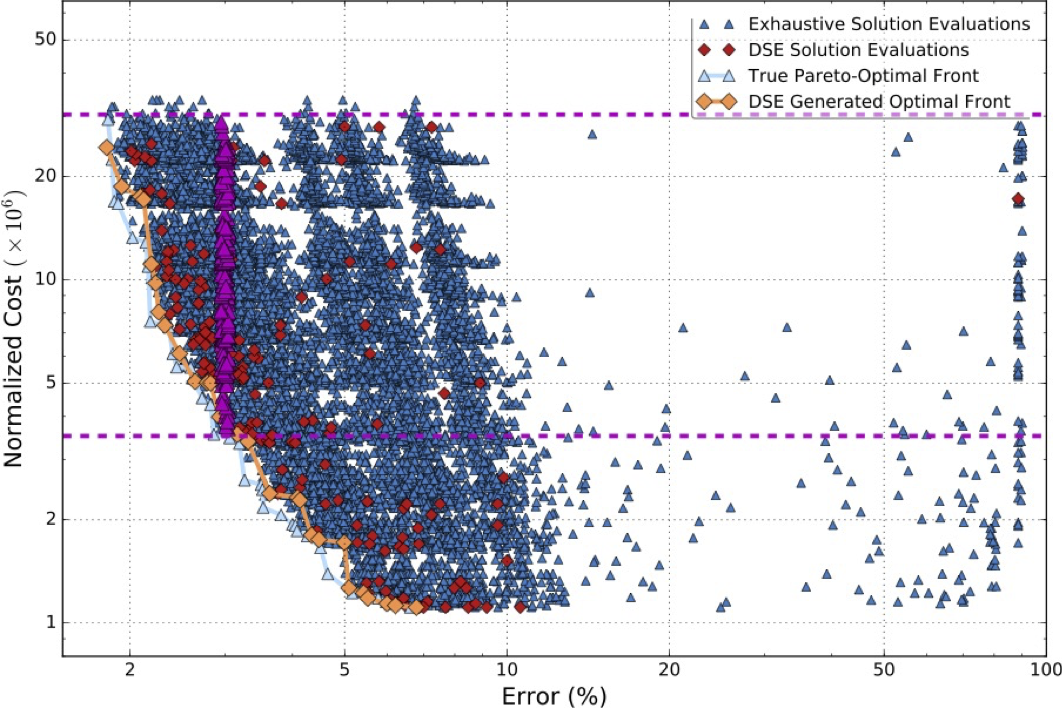 Exhaustive Solution Evaluations
DSE Solution Evaluations
True Pareto-Optimal Front
DSE Generated Optimal Front
Normalized Cost (×10⁶)
50
20
10
5
2
1
2 5 10 20 50 100
Error (%)